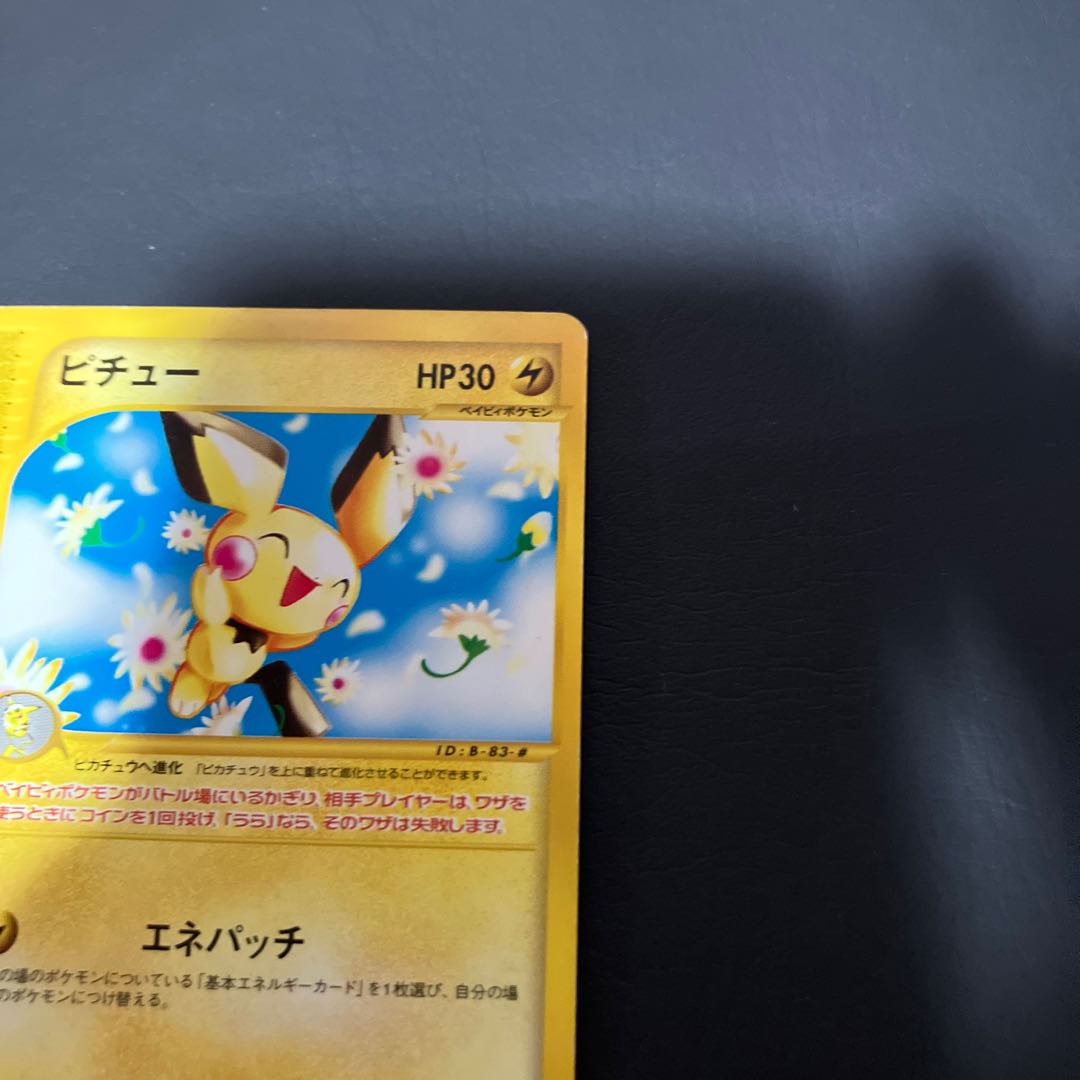 ピチュー HP30
ベイビィポケモン
ID:B-83-#
ピカチュウへ進化 「ピカチュウ」を上に重ねて進化させることができます。
ベイビィポケモンがバトル場にいるかぎり、相手プレイヤーは、ワザを
使うときにコインを1回投げ、「うら」なら、そのワザは失敗します。
エネパッチ
の場のポケモンについている「基本エネルギーカード」を1枚選び、自分の場
のポケモンにつけ替える。